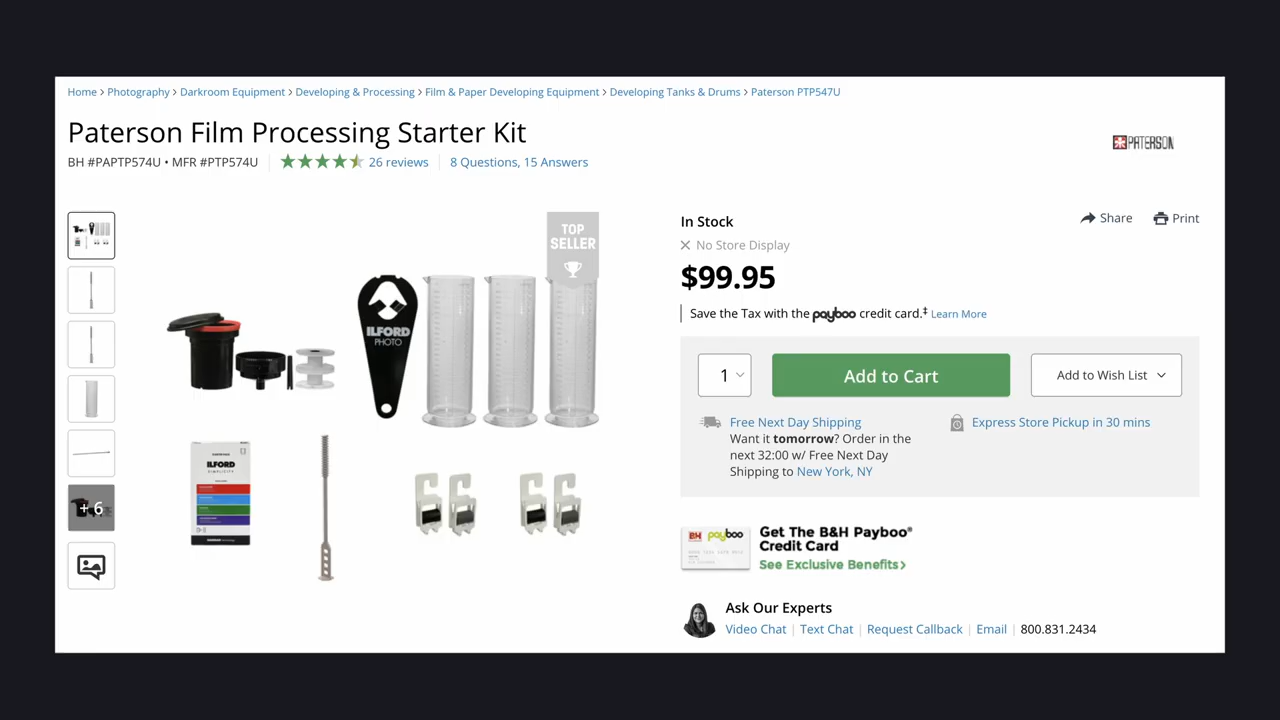 Home > Photography > Darkroom Equipment > Developing & Processing > Film & Paper Developing Equipment > Developing Tanks & Drums > Paterson PTP547U
Paterson Film Processing Starter Kit
BH #PAPTP574U • MFR #PTP574U
26 reviews
8 Questions, 15 Answers
PATERSON
TOP
SELLER
ILFORD
PHOTO
ILFORD
SIMPLICITY
+ 6
In Stock
Share
Print
No Store Display
$99.95
Save the Tax with the payboo credit card.‡ Learn More
1
Add to Cart
Add to Wish List
Free Next Day Shipping
Want it tomorrow? Order in the
next 32:00 w/ Free Next Day
Shipping to New York, NY
Express Store Pickup in 30 mins
BH payboo
Get The B&H Payboo®
Credit Card
See Exclusive Benefits>
Ask Our Experts
Video Chat | Text Chat | Request Callback | Email | 800.831.2434